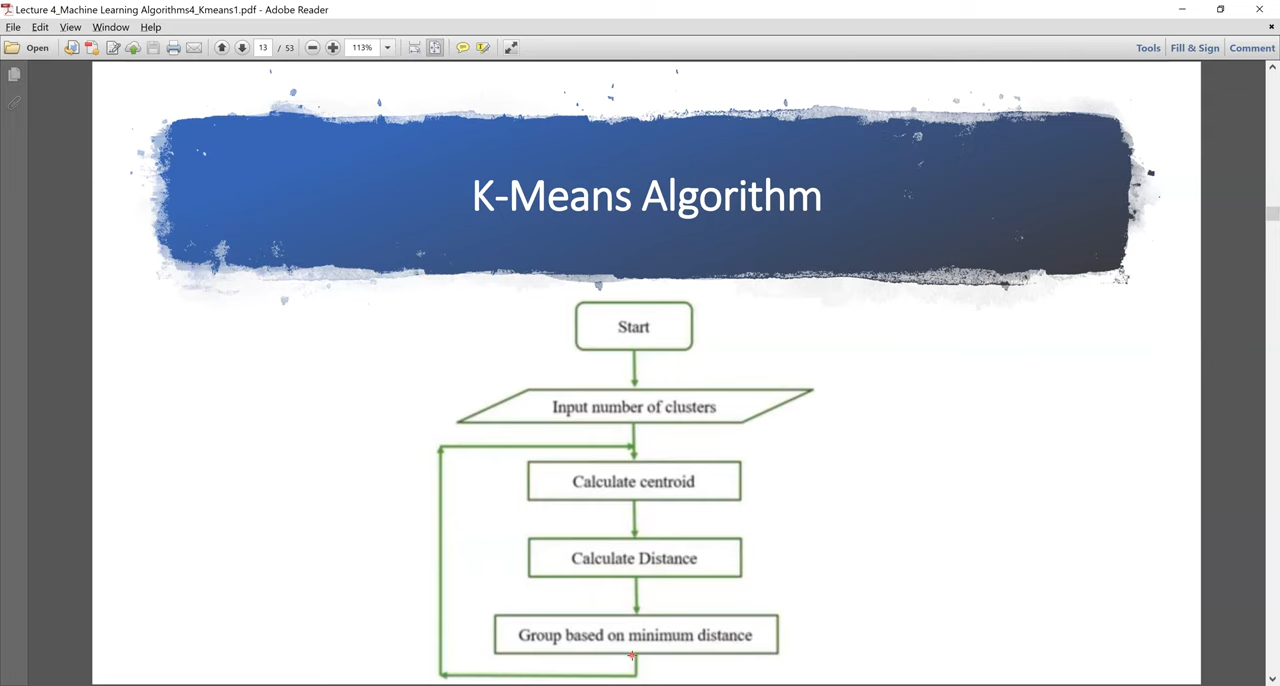 Lecture 4_Machine Learning Algorithms4_Kmeans1.pdf - Adobe Reader
File Edit View Window Help
Open 13 / 53 113% Tools Fill & Sign Comment
K-Means Algorithm
Start
Input number of clusters
Calculate centroid
Calculate Distance
Group based on minimum distance